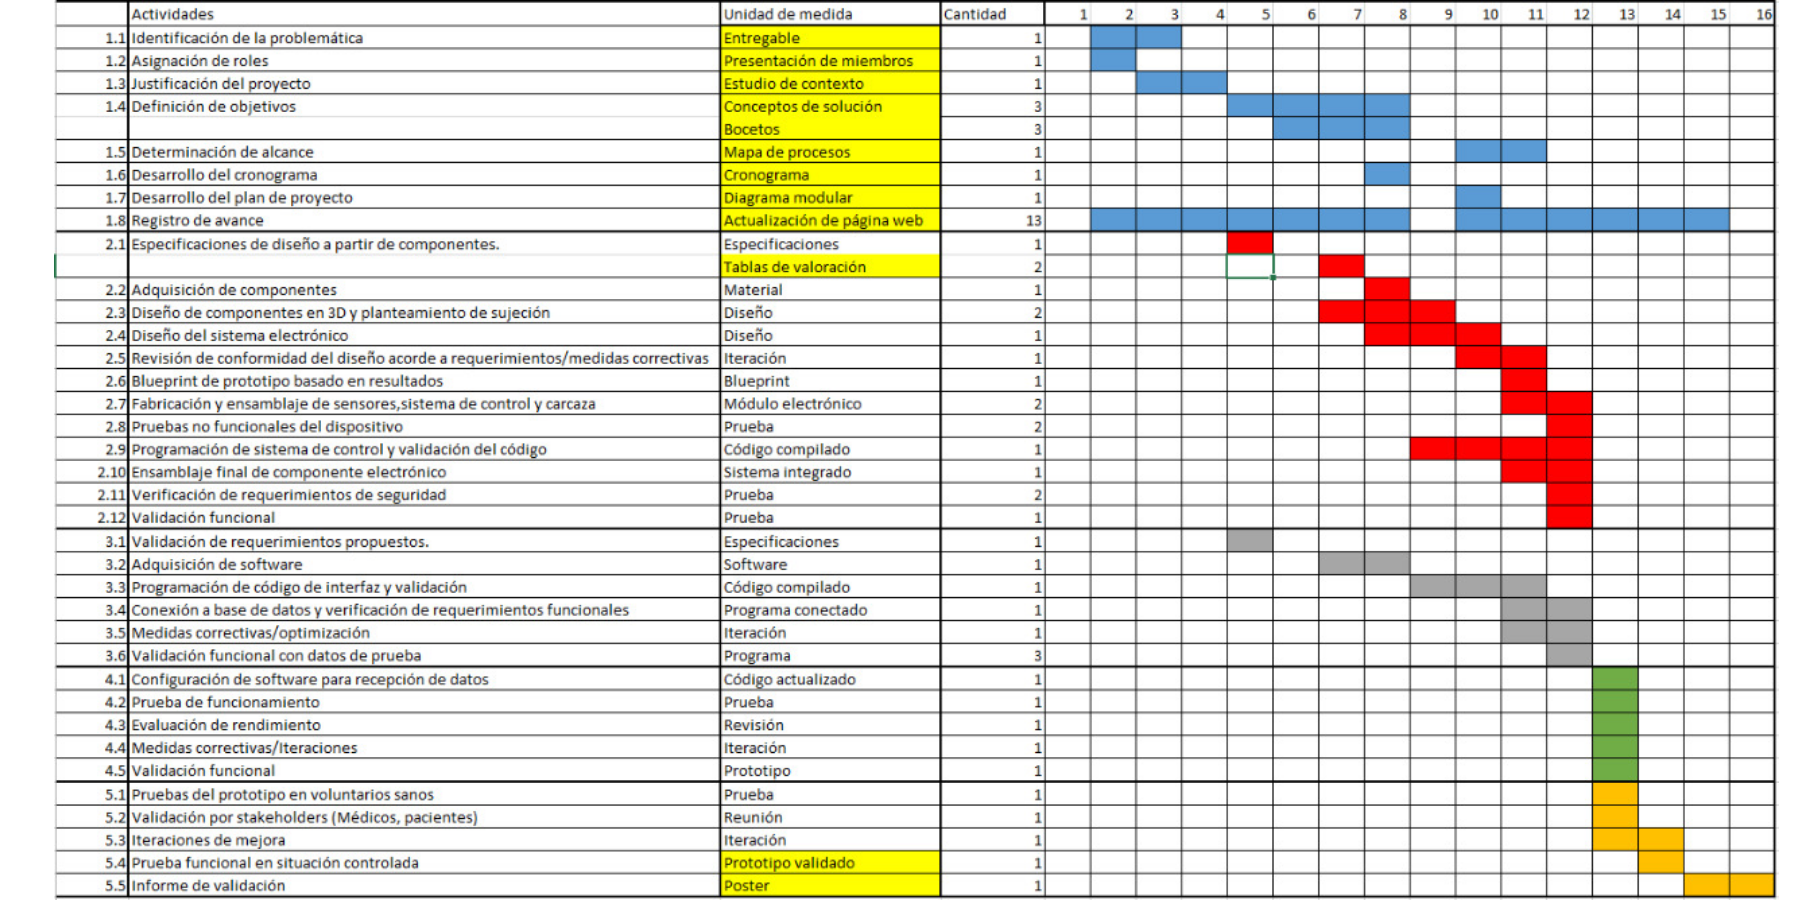 Actividades Unidad de medida Cantidad 1 2 3 4 5 6 7 8 9 10 11 12 13 14 15 16
1.1 Identificación de la problemática Entregable 1
1.2 Asignación de roles Presentación de miembros 1
1.3 Justificación del proyecto Estudio de contexto 1
1.4 Definición de objetivos Conceptos de solución 3
Bocetos 3
1.5 Determinación de alcance Mapa de procesos 1
1.6 Desarrollo del cronograma Cronograma 1
1.7 Desarrollo del plan de proyecto Diagrama modular 1
1.8 Registro de avance Actualización de página web 13
2.1 Especificaciones de diseño a partir de componentes. Especificaciones 1
Tablas de valoración 2
2.2 Adquisición de componentes Material 1
2.3 Diseño de componentes en 3D y planteamiento de sujeción Diseño 2
2.4 Diseño del sistema electrónico Diseño 1
2.5 Revisión de conformidad del diseño acorde a requerimientos/medidas correctivas Iteración 1
2.6 Blueprint de prototipo basado en resultados Blueprint 1
2.7 Fabricación y ensamblaje de sensores,sistema de control y carcaza Módulo electrónico 2
2.8 Pruebas no funcionales del dispositivo Prueba 2
2.9 Programación de sistema de control y validación del código Código compilado 1
2.10 Ensamblaje final de componente electrónico Sistema integrado 1
2.11 Verificación de requerimientos de seguridad Prueba 2
2.12 Validación funcional Prueba 1
3.1 Validación de requerimientos propuestos. Especificaciones 1
3.2 Adquisición de software Software 1
3.3 Programación de código de interfaz y validación Código compilado 1
3.4 Conexión a base de datos y verificación de requerimientos funcionales Programa conectado 1
3.5 Medidas correctivas/optimización Iteración 1
3.6 Validación funcional con datos de prueba Programa 3
4.1 Configuración de software para recepción de datos Código actualizado 1
4.2 Prueba de funcionamiento Prueba 1
4.3 Evaluación de rendimiento Revisión 1
4.4 Medidas correctivas/Iteraciones Iteración 1
4.5 Validación funcional Prototipo 1
5.1 Pruebas del prototipo en voluntarios sanos Prueba 1
5.2 Validación por stakeholders (Médicos, pacientes) Reunión 1
5.3 Iteraciones de mejora Iteración 1
5.4 Prueba funcional en situación controlada Prototipo validado 1
5.5 Informe de validación Poster 1